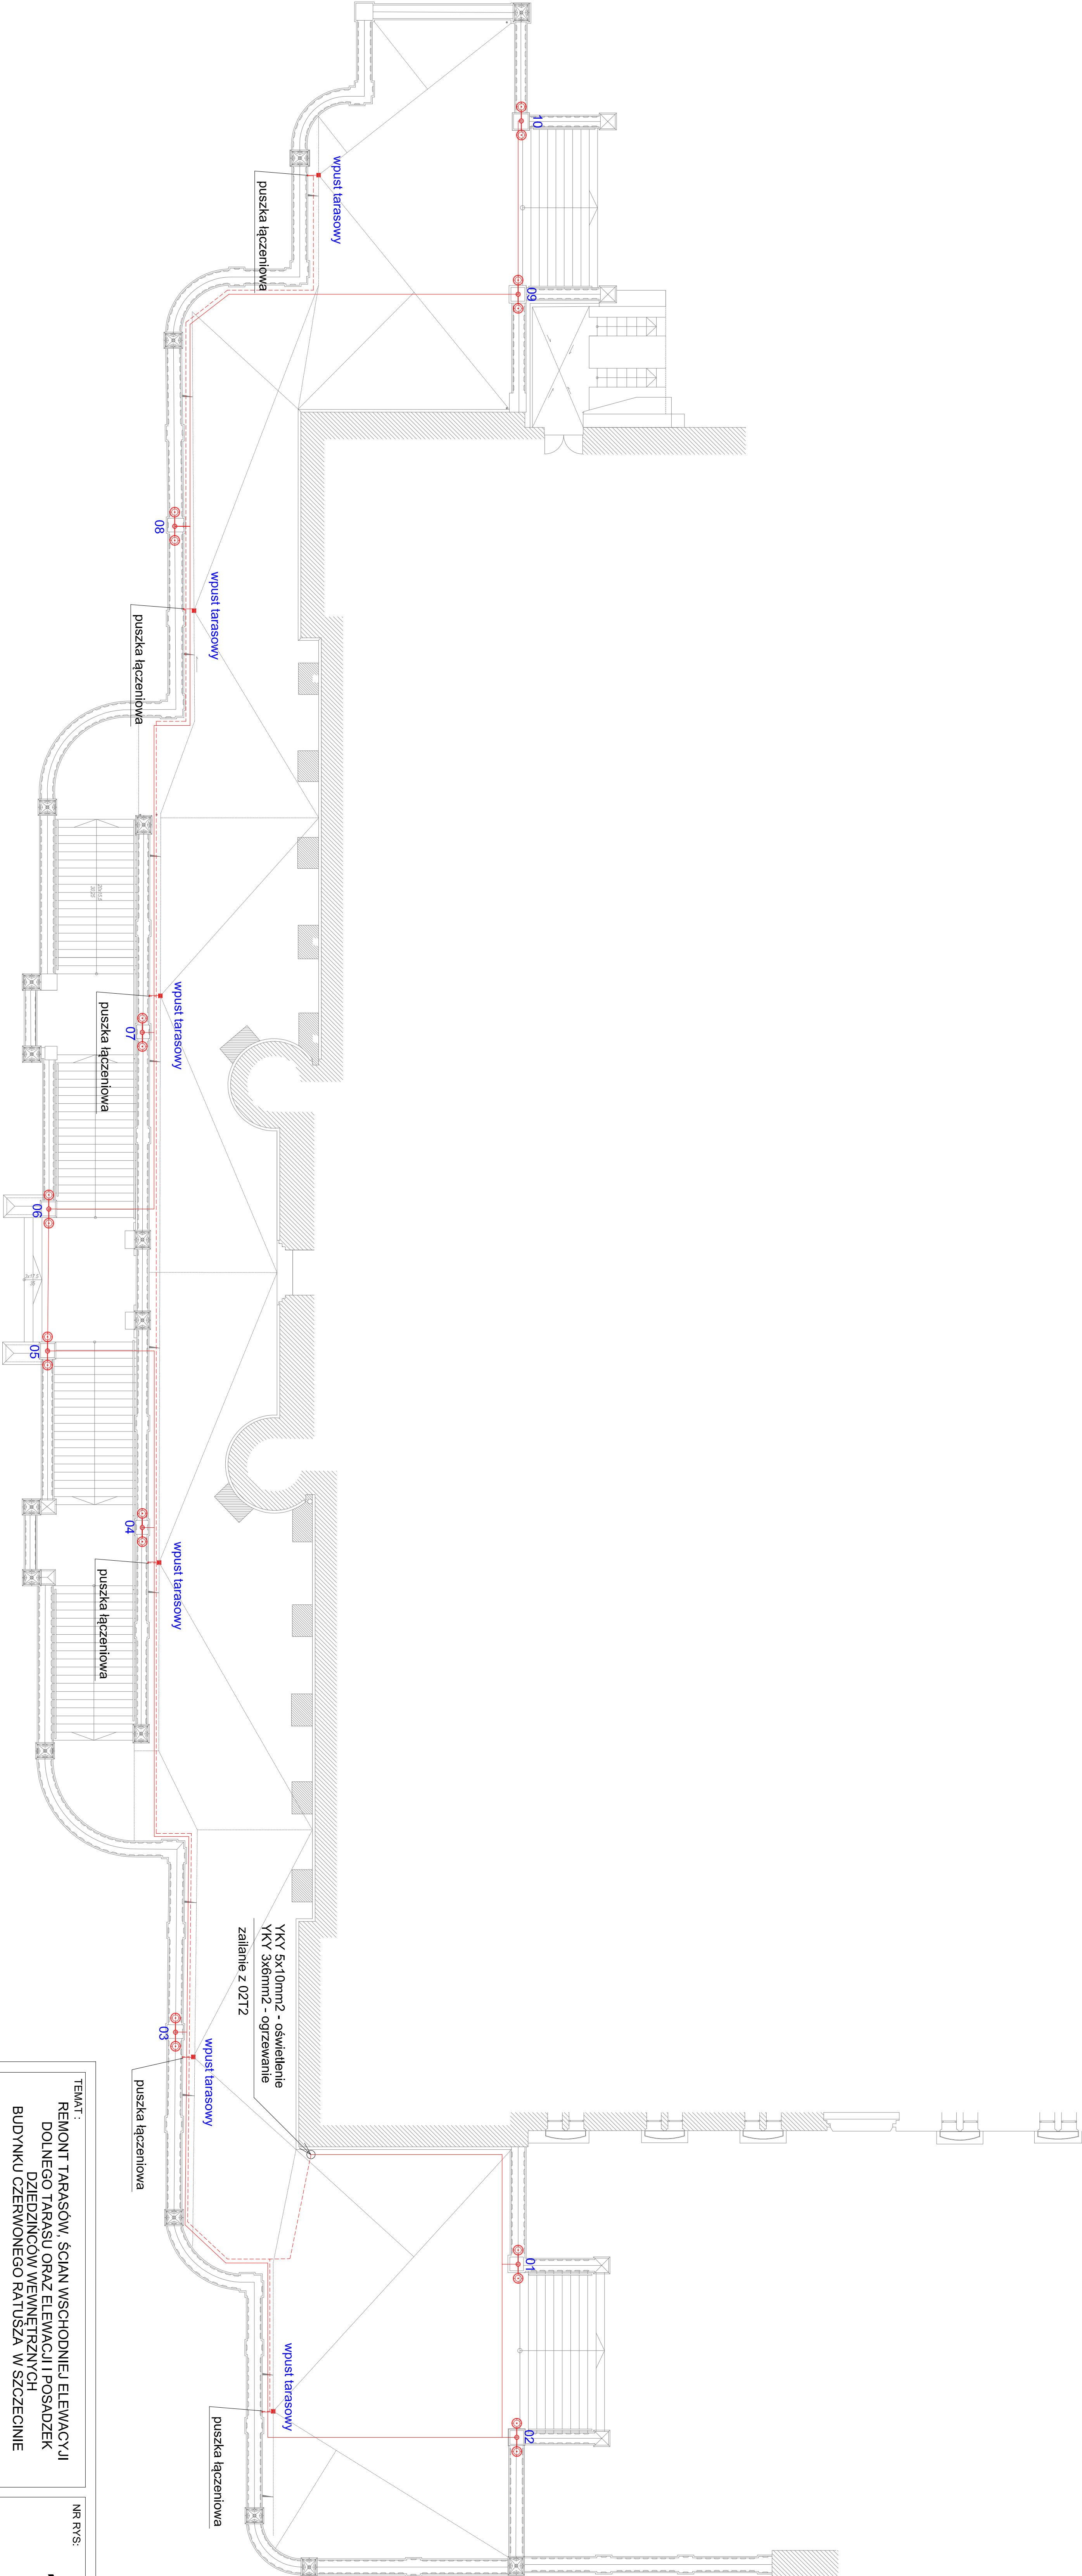 10
wpust tarasowy
puszka łączeniowa
09
08
wpust tarasowy
puszka łączeniowa
wpust tarasowy
puszka łączeniowa
07
06
05
04
wpust tarasowy
puszka łączeniowa
YKY 5x10mm2 - oświetlenie
YKY 3x6mm2 - ogrzewanie
zailanie z 02T2
03
wpust tarasowy
puszka łączeniowa
01
02
wpust tarasowy
puszka łączeniowa
TEMAT :
REMONT TARASÓW, ŚCIAN WSCHODNIEJ ELEWACYJI
DOLNEGO TARASU ORAZ ELEWACJI I POSADZEK
DZIEDZIŃCÓW WEWNĘTRZNYCH
BUDYNKU CZERWONEGO RATUSZA W SZCZECINIE
NR RYS: